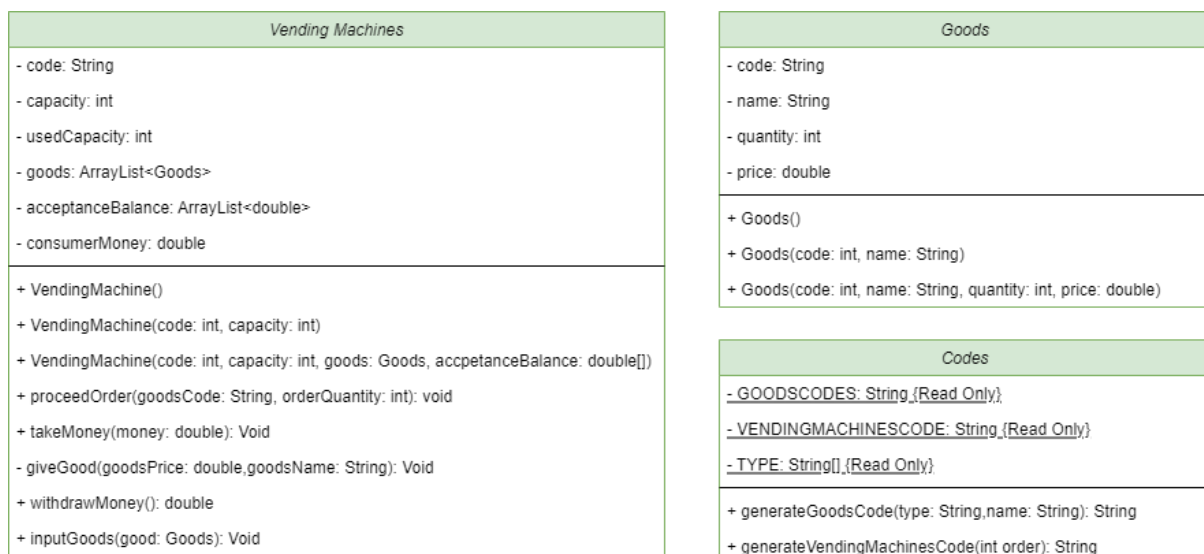 Vending Machines
- code: String
- capacity: int
- usedCapacity: int
- goods: ArrayList<Goods>
- acceptanceBalance: ArrayList<double>
- consumerMoney: double
+ VendingMachine()
+ VendingMachine(code: int, capacity: int)
+ VendingMachine(code: int, capacity: int, goods: Goods, accpetanceBalance: double[])
+ proceedOrder(goodsCode: String, orderQuantity: int): void
+ takeMoney(money: double): Void
- giveGood(goodsPrice: double,goodsName: String): Void
+ withdrawMoney(): double
+ inputGoods(good: Goods): Void
Goods
- code: String
- name: String
- quantity: int
- price: double
+ Goods()
+ Goods(code: int, name: String)
+ Goods(code: int, name: String, quantity: int, price: double)
Codes
- GOODSCODES: String {Read Only}
- VENDINGMACHINESCODE: String {Read Only}
- TYPE: String[] {Read Only}
+ generateGoodsCode(type: String,name: String): String
+ generateVendingMachinesCode(int order): String